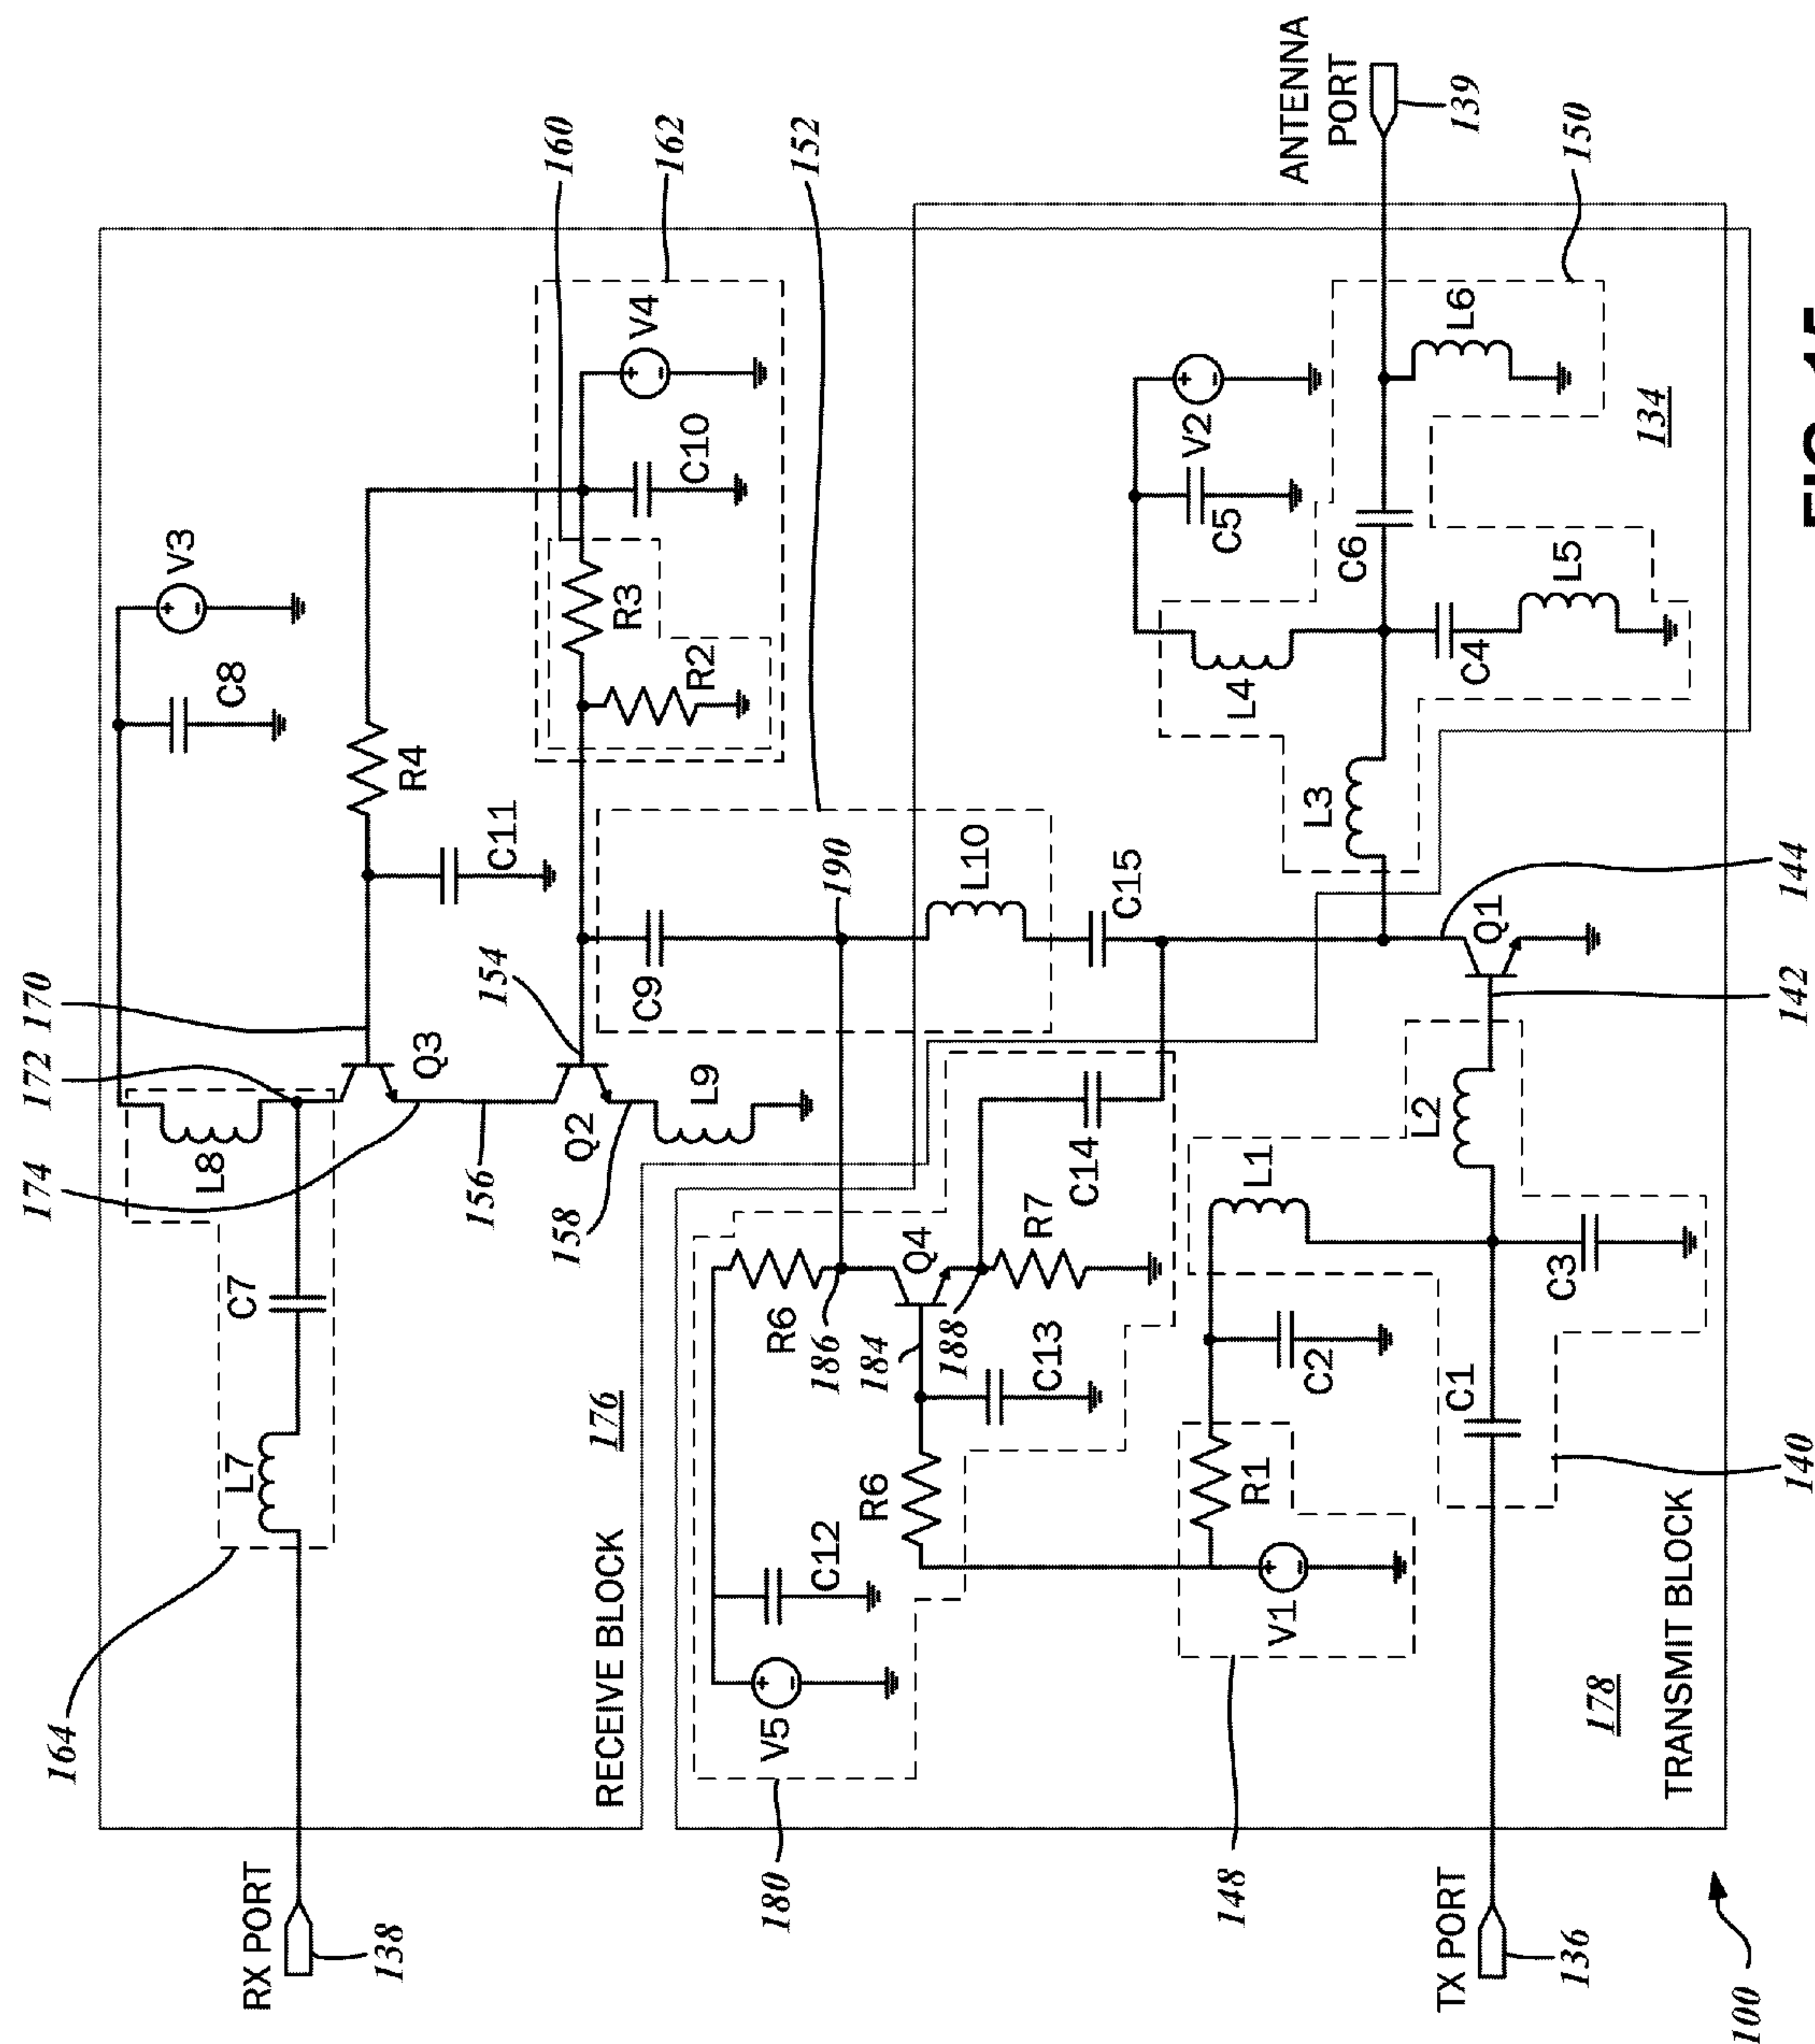 RX PORT
138
164
174
172
170
L7
C7
L8
C8
V3
Q3
R4
C11
156
154
Q2
158
L9
R3
R2
C10
V4
160
162
152
C9
190
L10
C15
RECEIVE BLOCK
176
180
V5
C12
R6
R6
186
184
188
Q4
C13
R7
C14
148
V1
R1
C2
L1
L2
C1
C3
140
142
144
Q1
L3
L4
C5
V2
C6
C4
L5
L6
134
150
ANTENNA
PORT
139
TX PORT
136
178
TRANSMIT BLOCK
100